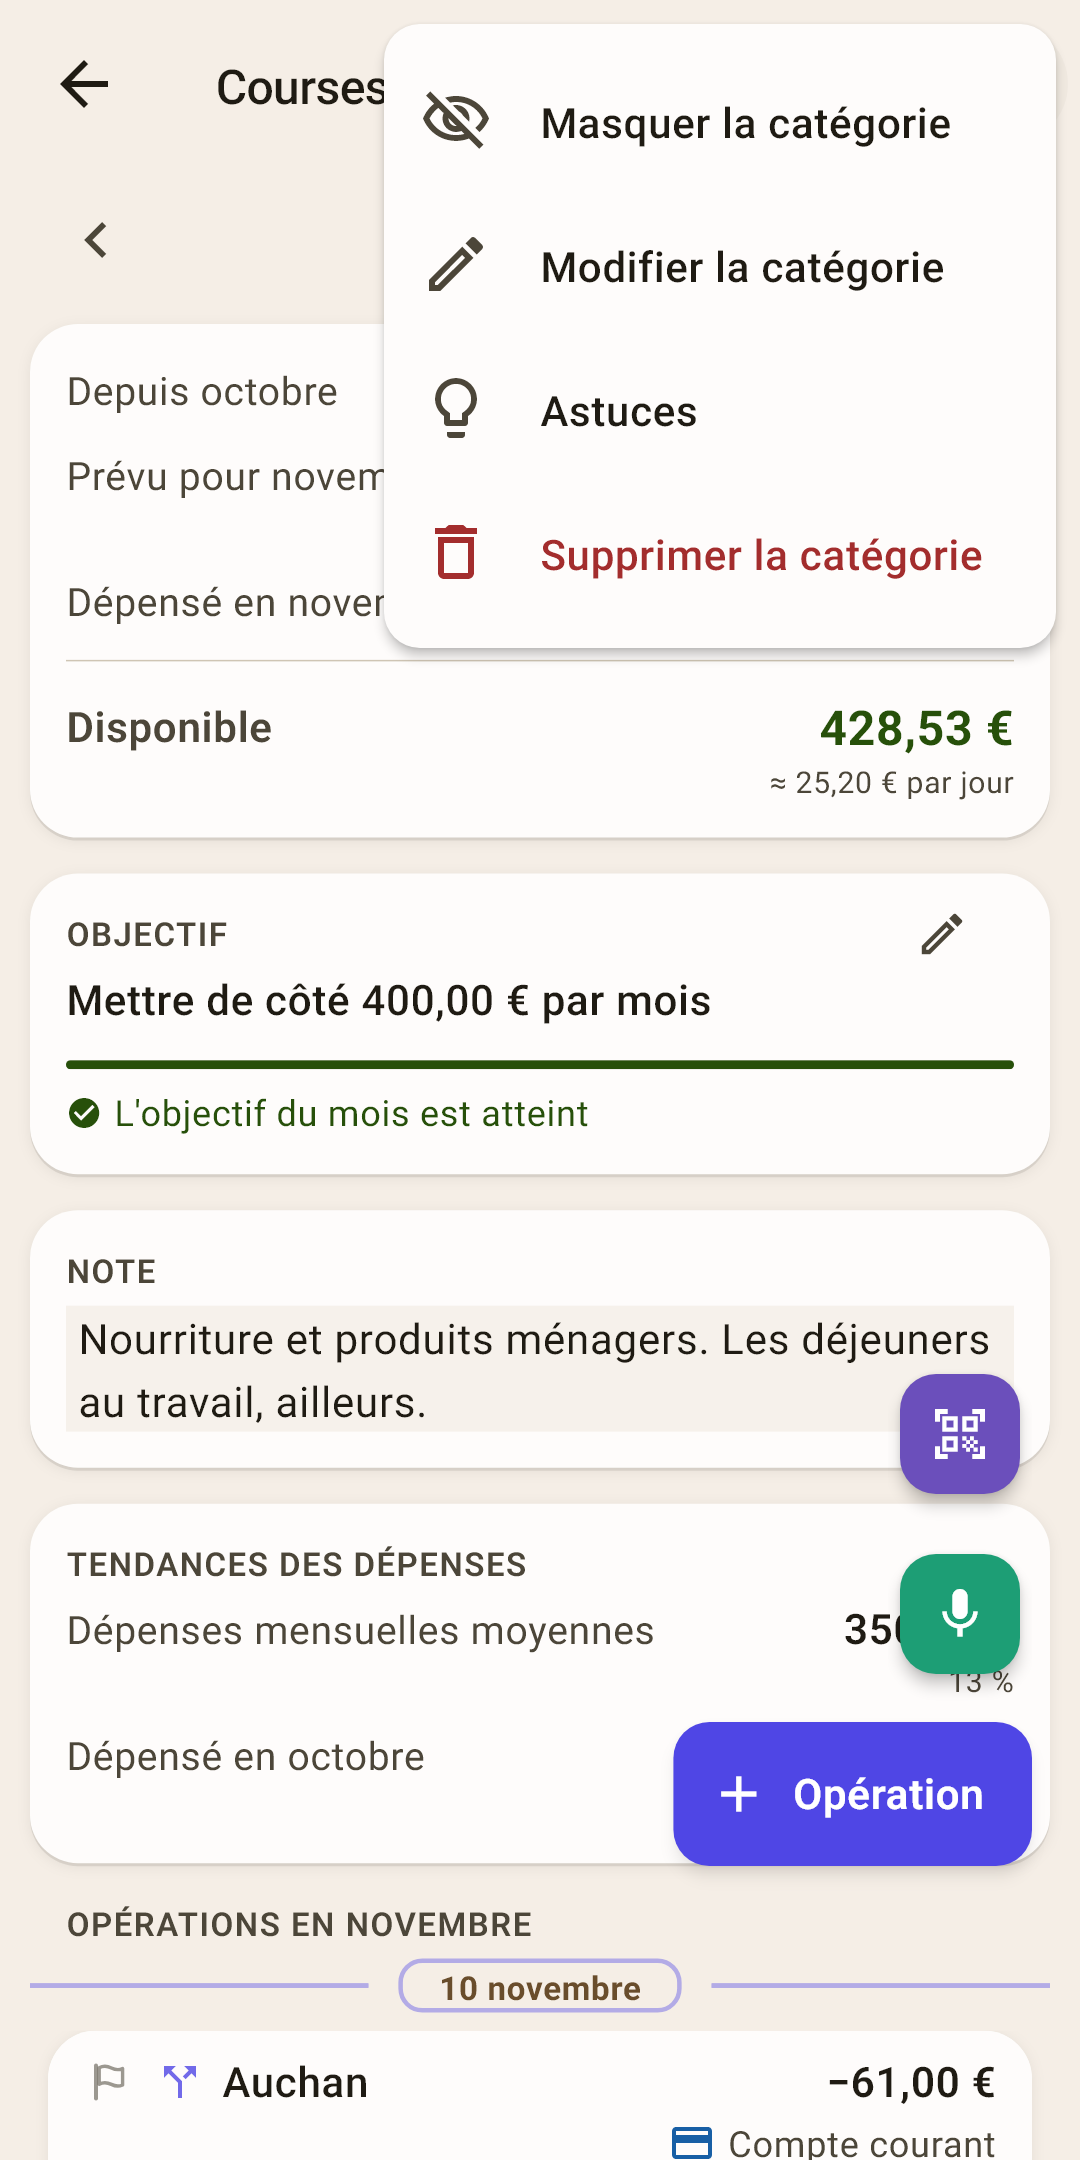 Courses
Masquer la catégorie
Modifier la catégorie
Astuces
Supprimer la catégorie
Depuis octobre
Prévu pour
Dépensé en
Disponible
428,53 €
≈ 25,20 € par jour
OBJECTIF
Mettre de côté 400,00 € par mois
L'objectif du mois est atteint
NOTE
Nourriture et produits ménagers. Les déjeuners
au travail, ailleurs.
TENDANCES DES DÉPENSES
Dépenses mensuelles moyennes
13 %
Dépensé en octobre
Opération
OPÉRATIONS EN NOVEMBRE
10 novembre
Auchan
−61,00 €
Compte courant